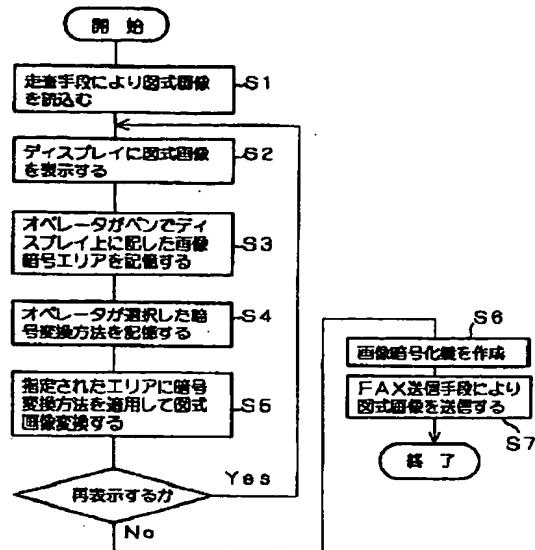 開 始
走査手段により図式画像
を読込む
S1
ディスプレイに図式画像
を表示する
S2
オペレータがペンでディ
スプレイ上に記した画像
暗号エリアを記憶する
S3
オペレータが選択した暗
号変換方法を記憶する
S4
指定されたエリアに暗号
変換方法を適用して図式
画像変換する
S5
再表示するか
Yes
No
S6
画像暗号化鍵を作成
FAX送信手段により
図式画像を送信する
S7
終 了